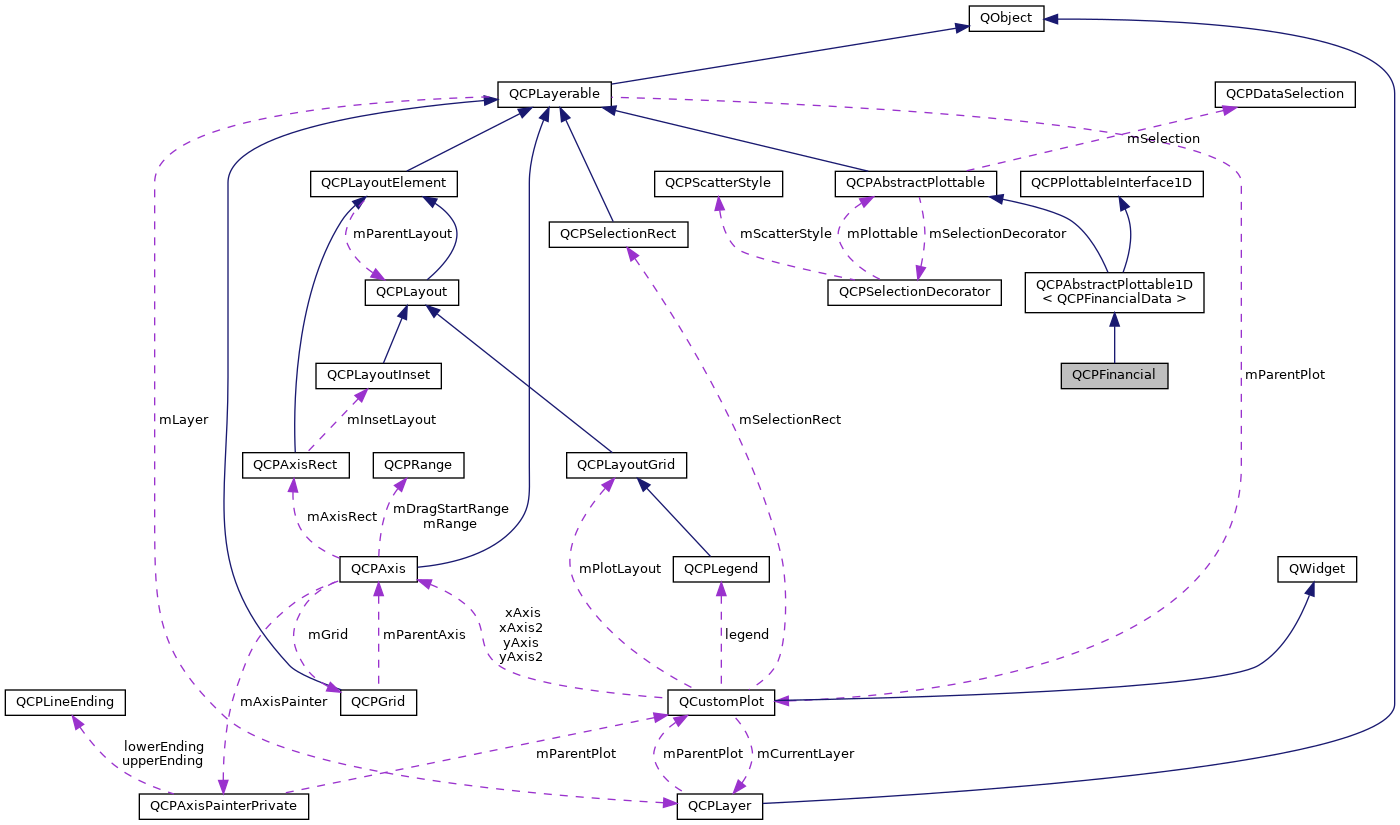 QObject
QCPLayerable
QCPDataSelection
mSelection
QCPLayoutElement
QCPScatterStyle
QCPAbstractPlottable
QCPPlottableInterface1D
mParentLayout
QCPSelectionRect
mScatterStyle
mPlottable
mSelectionDecorator
QCPLayout
QCPSelectionDecorator
QCPAbstractPlottable1D
< QCPFinancialData >
QCPLayoutInset
QCPFinancial
mParentPlot
mLayer
mInsetLayout
mSelectionRect
QCPAxisRect
QCPRange
QCPLayoutGrid
mAxisRect
mDragStartRange
mRange
QCPAxis
mPlotLayout
QCPLegend
QWidget
mGrid
mParentAxis
xAxis
xAxis2
yAxis
yAxis2
legend
QCPLineEnding
mAxisPainter
QCPGrid
QCustomPlot
lowerEnding
upperEnding
mParentPlot
mParentPlot
mCurrentLayer
QCPAxisPainterPrivate
QCPLayer